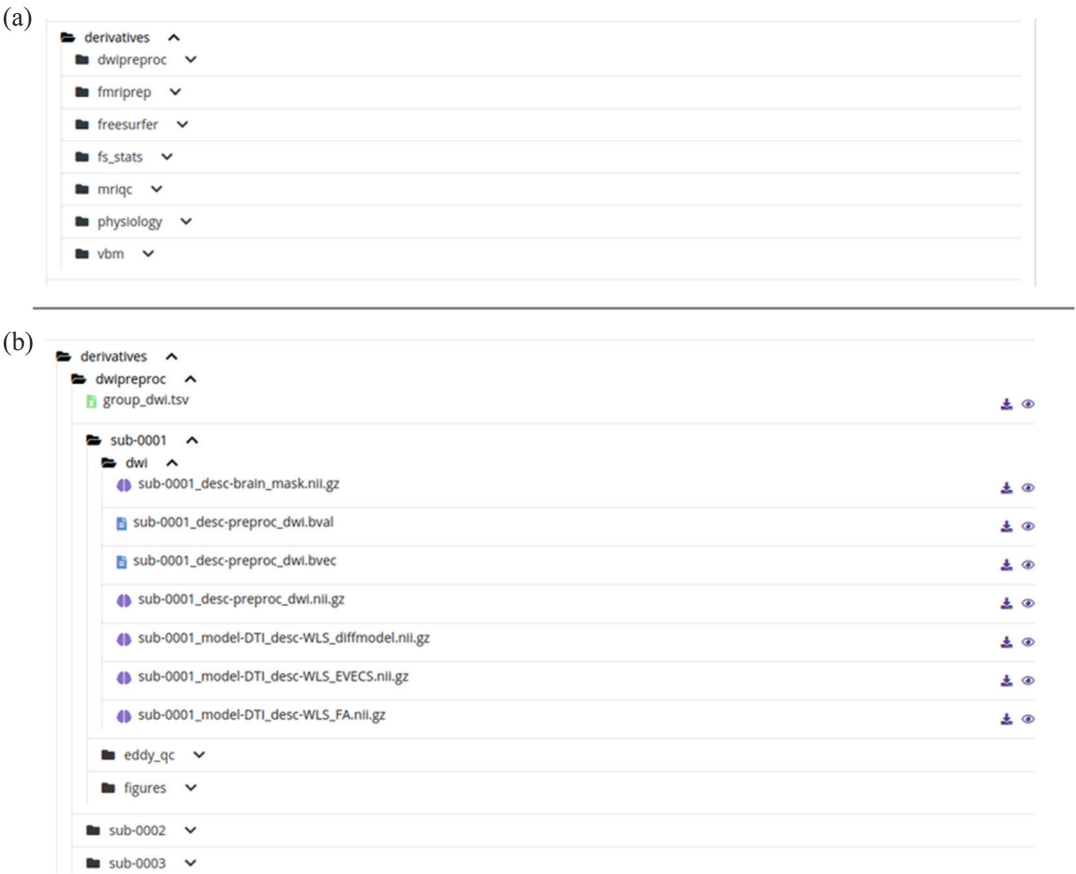 (a)
derivatives
dwipreproc
fmriprep
freesurfer
fs_stats
mriqc
physiology
vbm
(b)
derivatives
dwipreproc
group_dwi.tsv
sub-0001
dwi
sub-0001_desc-brain_mask.nii.gz
sub-0001_desc-preproc_dwi.bval
sub-0001_desc-preproc_dwi.bvec
sub-0001_desc-preproc_dwi.nii.gz
sub-0001_model-DTI_desc-WLS_diffmodel.nii.gz
sub-0001_model-DTI_desc-WLS_EVECS.nii.gz
sub-0001_model-DTI_desc-WLS_FA.nii.gz
eddy_qc
figures
sub-0002
sub-0003